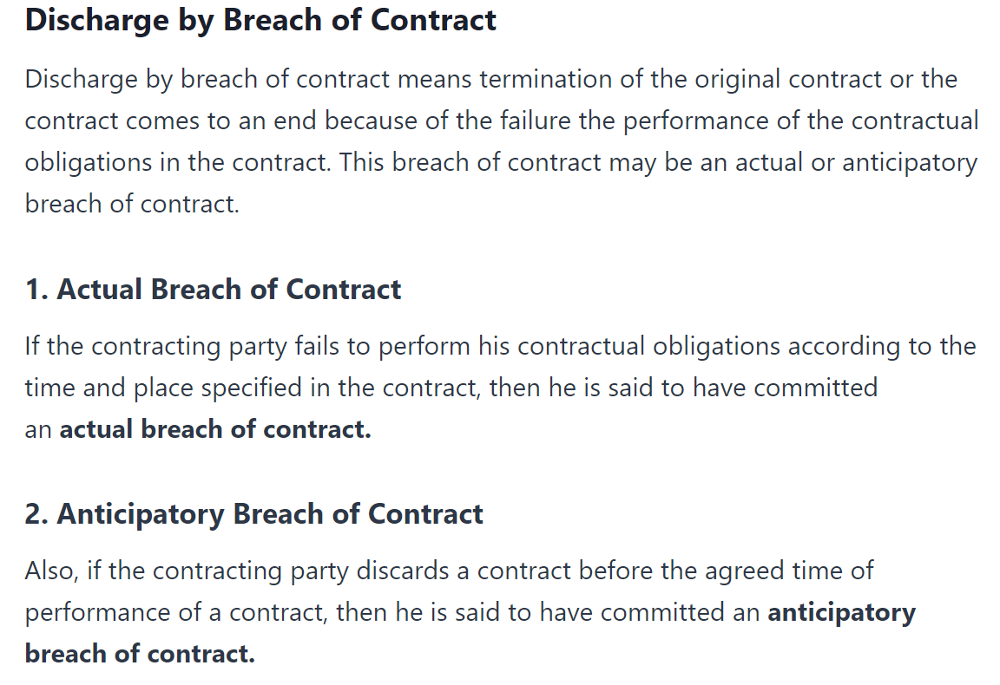 Discharge by Breach of Contract
Discharge by breach of contract means termination of the original contract or the
contract comes to an end because of the failure the performance of the contractual
obligations in the contract. This breach of contract may be an actual or anticipatory
breach of contract.
1. Actual Breach of Contract
If the contracting party fails to perform his contractual obligations according to the
time and place specified in the contract, then he is said to have committed
an actual breach of contract.
2. Anticipatory Breach of Contract
Also, if the contracting party discards a contract before the agreed time of
performance of a contract, then he is said to have committed an anticipatory
breach of contract.